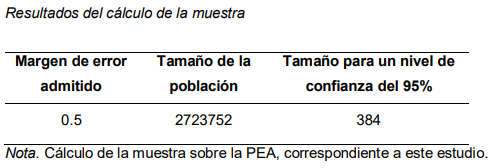 Resultados del cálculo de la muestra
Margen de error Tamaño de la Tamaño para un nivel de
admitido población confianza del 95%
0.5 2723752 384
Nota. Cálculo de la muestra sobre la PEA, correspondiente a este estudio.